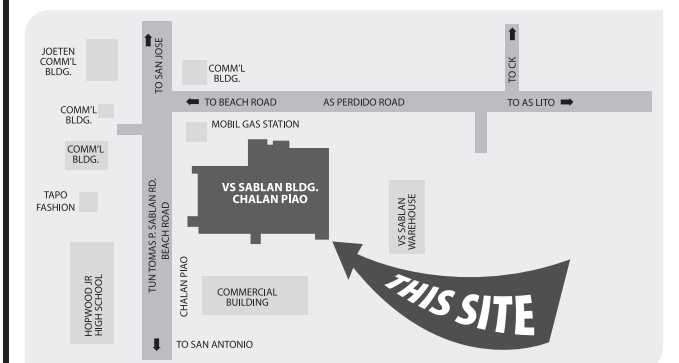 JOETEN
COMM'L
BLDG.
TO SAN JOSE
COMM'L
BLDG.
TO CK
TO BEACH ROAD
AS PERDIDO ROAD
TO AS LITO
COMM'L
BLDG.
MOBIL GAS STATION
COMM'L
BLDG.
VS SABLAN BLDG.
CHALAN PIAO
TAPO
FASHION
TUN TOMAS P. SABLAN RD.
BEACH ROAD
VS SABLAN
WAREHOUSE
HOPWOOD JR
HIGH SCHOOL
CHALAN PIAO
COMMERCIAL
BUILDING
THIS SITE
TO SAN ANTONIO